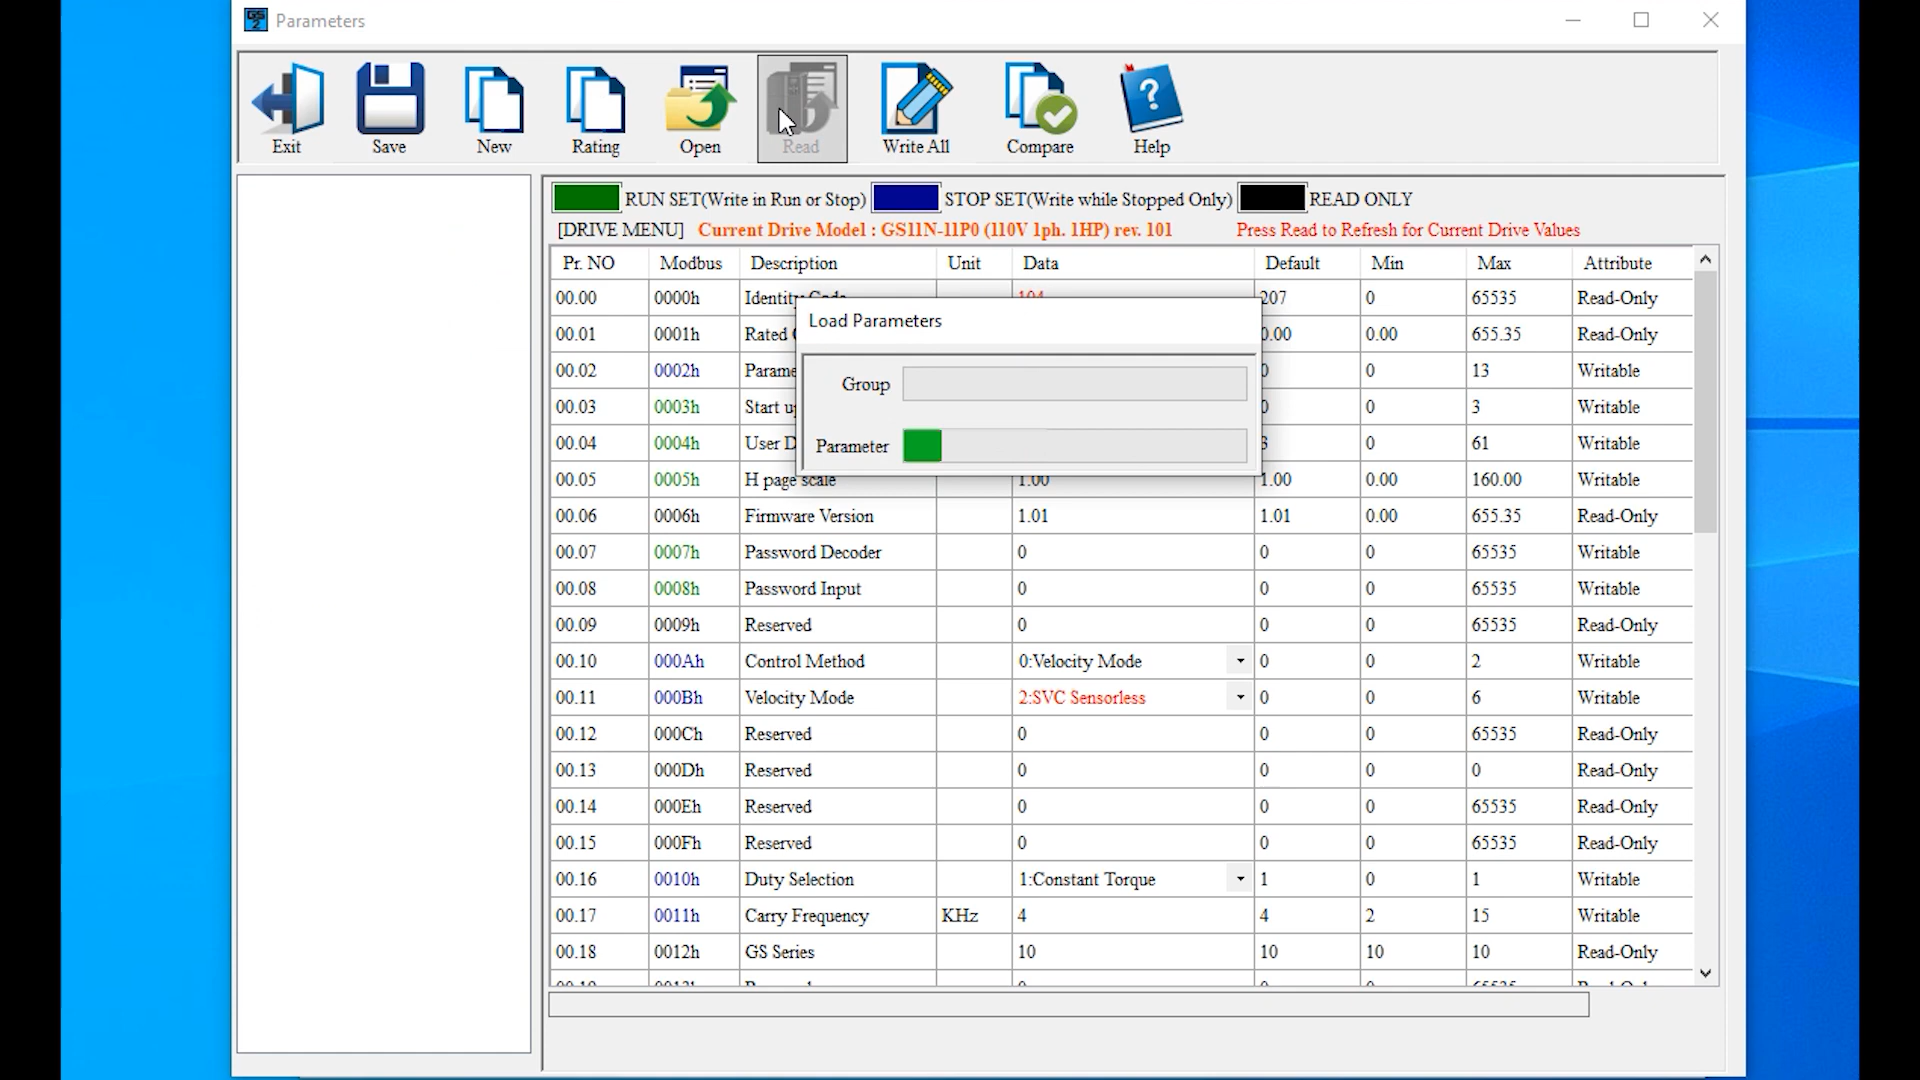 Parameters
Exit Save New Rating Open Read Write All Compare Help
RUN SET(Write in Run or Stop) STOP SET(Write while Stopped Only) READ ONLY
[DRIVE MENU] Current Drive Model : GS11N-11P0 (110V 1ph. 1HP) rev. 101 Press Read to Refresh for Current Drive Values
Pr. NO Modbus Description Unit Data Default Min Max Attribute
00.00 0000h Identity Code 104 207 0 65535 Read-Only
Load Parameters
00.01 0001h Rated 0.00 0.00 655.35 Read-Only
00.02 0002h Parame 0 0 13 Writable
Group
00.03 0003h Start u 0 0 3 Writable
00.04 0004h User D 3 0 61 Writable
Parameter
00.05 0005h H page scale 1.00 1.00 0.00 160.00 Writable
00.06 0006h Firmware Version 1.01 1.01 0.00 655.35 Read-Only
00.07 0007h Password Decoder 0 0 0 65535 Writable
00.08 0008h Password Input 0 0 0 65535 Writable
00.09 0009h Reserved 0 0 0 65535 Read-Only
00.10 000Ah Control Method 0:Velocity Mode 0 0 2 Writable
00.11 000Bh Velocity Mode 2:SVC Sensorless 0 0 6 Writable
00.12 000Ch Reserved 0 0 0 65535 Read-Only
00.13 000Dh Reserved 0 0 0 0 Read-Only
00.14 000Eh Reserved 0 0 0 65535 Read-Only
00.15 000Fh Reserved 0 0 0 65535 Read-Only
00.16 0010h Duty Selection 1:Constant Torque 1 0 1 Writable
00.17 0011h Carry Frequency KHz 4 4 2 15 Writable
00.18 0012h GS Series 10 10 10 10 Read-Only